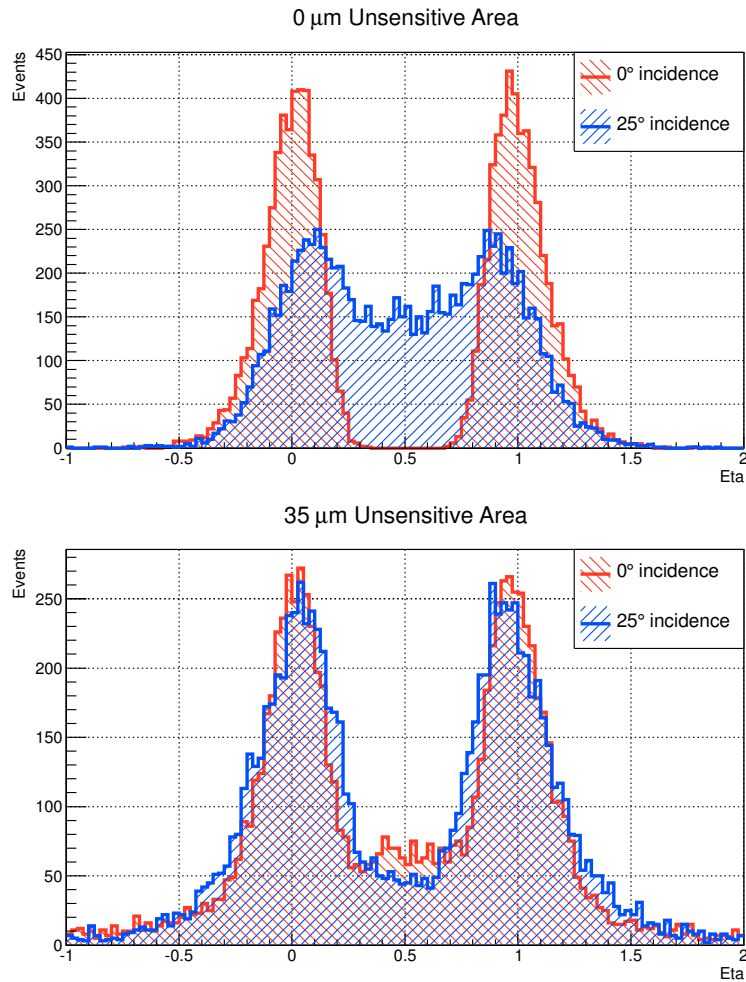 0 μm Unsensitive Area
Events
450
400
350
300
250
200
150
100
50
0
0° incidence
25° incidence
-1 -0.5 0 0.5 1 1.5 2
Eta
35 μm Unsensitive Area
Events
250
200
150
100
50
0
0° incidence
25° incidence
-1 -0.5 0 0.5 1 1.5 2
Eta